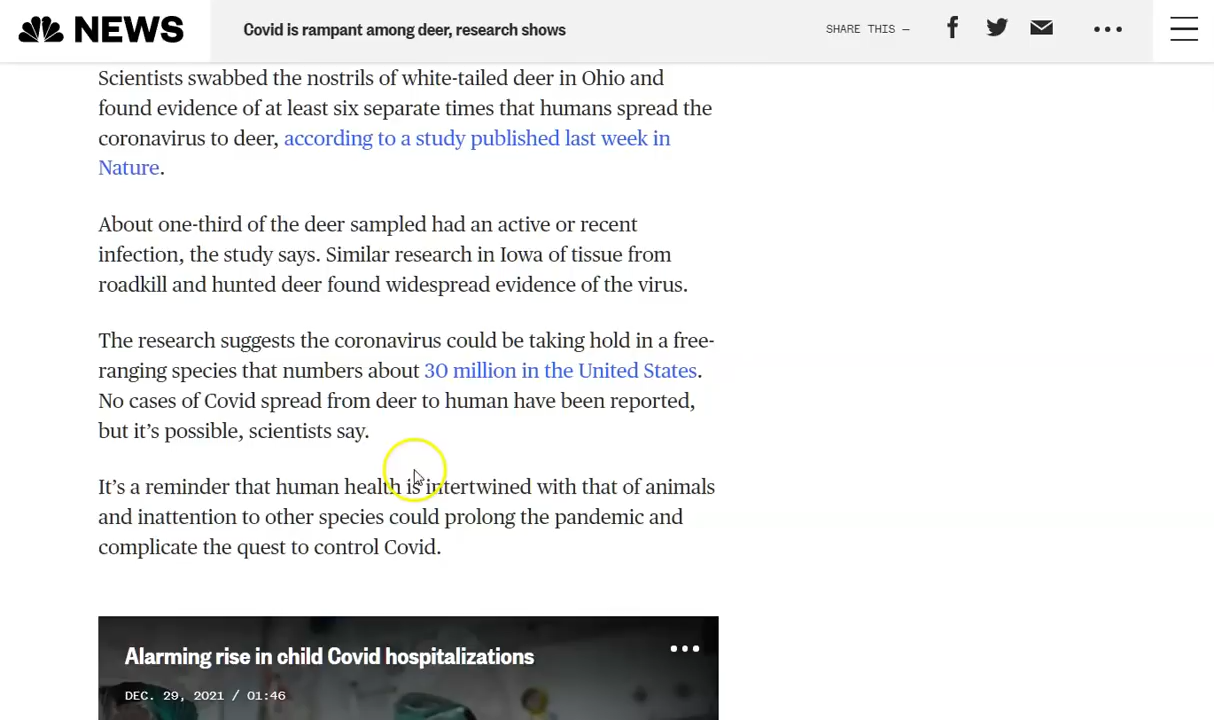 NEWS
Covid is rampant among deer, research shows
SHARE THIS —
Scientists swabbed the nostrils of white-tailed deer in Ohio and
found evidence of at least six separate times that humans spread the
coronavirus to deer, according to a study published last week in
Nature.
About one-third of the deer sampled had an active or recent
infection, the study says. Similar research in Iowa of tissue from
roadkill and hunted deer found widespread evidence of the virus.
The research suggests the coronavirus could be taking hold in a free-
ranging species that numbers about 30 million in the United States.
No cases of Covid spread from deer to human have been reported,
but it’s possible, scientists say.
It’s a reminder that human health is intertwined with that of animals
and inattention to other species could prolong the pandemic and
complicate the quest to control Covid.
Alarming rise in child Covid hospitalizations
DEC. 29, 2021 / 01:46